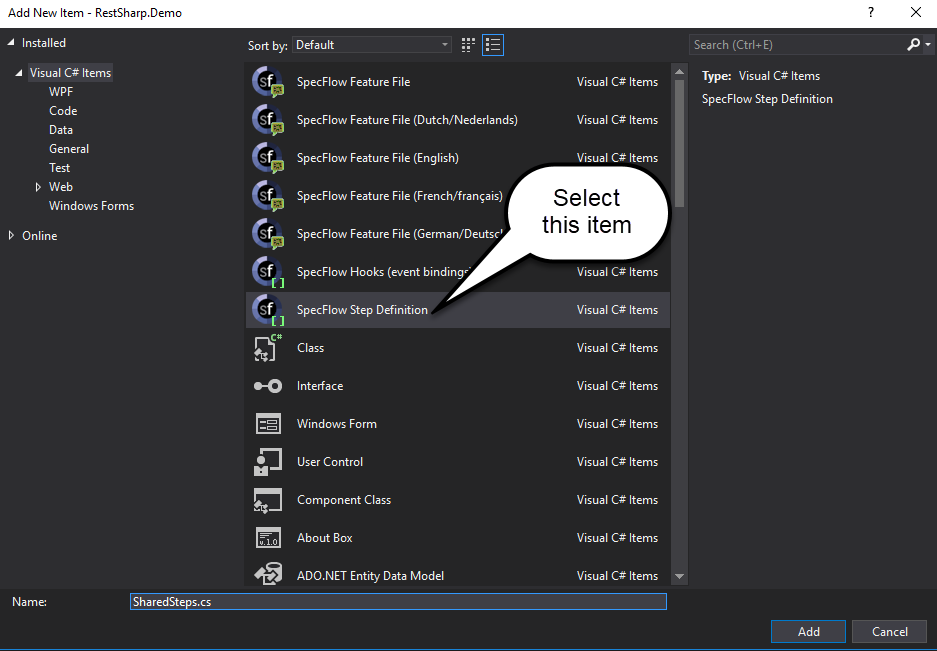 Add New Item - RestSharp.Demo
?
Installed
Sort by: Default
Search (Ctrl+E)
Visual C# Items
WPF
Code
Data
General
Test
Web
Windows Forms
Online
SpecFlow Feature File Visual C# Items
SpecFlow Feature File (Dutch/Nederlands) Visual C# Items
SpecFlow Feature File (English) Visual C# Items
SpecFlow Feature File (French/français)
SpecFlow Feature File (German/Deutsc
SpecFlow Hooks (event bindings Visual C# Items
SpecFlow Step Definition Visual C# Items
Class Visual C# Items
Interface Visual C# Items
Windows Form Visual C# Items
User Control Visual C# Items
Component Class Visual C# Items
About Box Visual C# Items
ADO.NET Entity Data Model Visual C# Items
Select
this item
Type: Visual C# Items
SpecFlow Step Definition
Name: SharedSteps.cs
Add Cancel